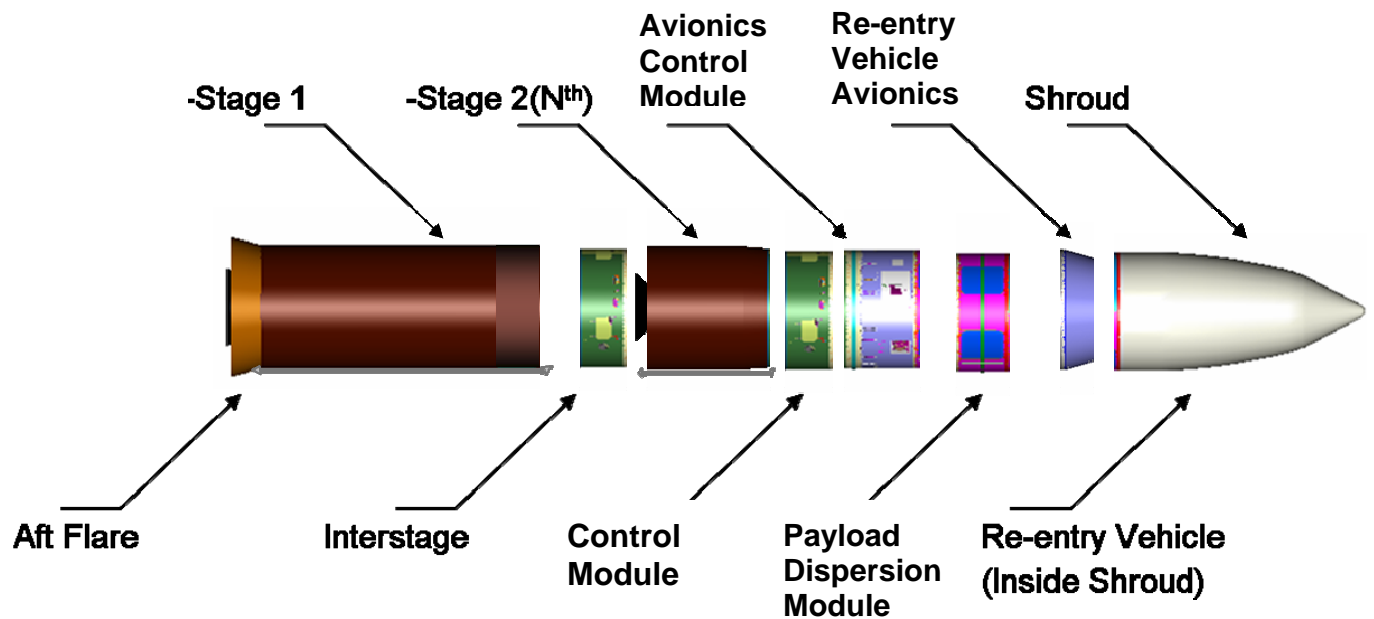 -Stage 1
-Stage 2(Nth)
Avionics
Control
Module
Re-entry
Vehicle
Avionics
Shroud
Aft Flare
Interstage
Control
Module
Payload
Dispersion
Module
Re-entry Vehicle
(Inside Shroud)